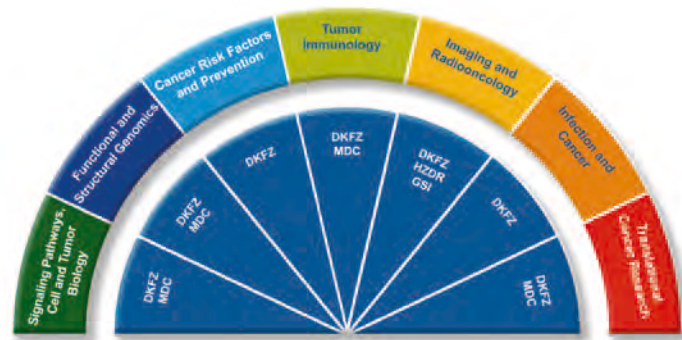 Signaling Pathways,
Cell and Tumor
Biology
Functional and
Structural Genomics
Cancer Risk Factors
and Prevention
Tumor
Immunology
Imaging and
Radiooncology
Infection and
Cancer
Translational
Cancer Research
DKFZ
MDC
DKFZ
MDC
DKFZ
DKFZ
MDC
DKFZ
HZDR
GSI
DKFZ
DKFZ
MDC